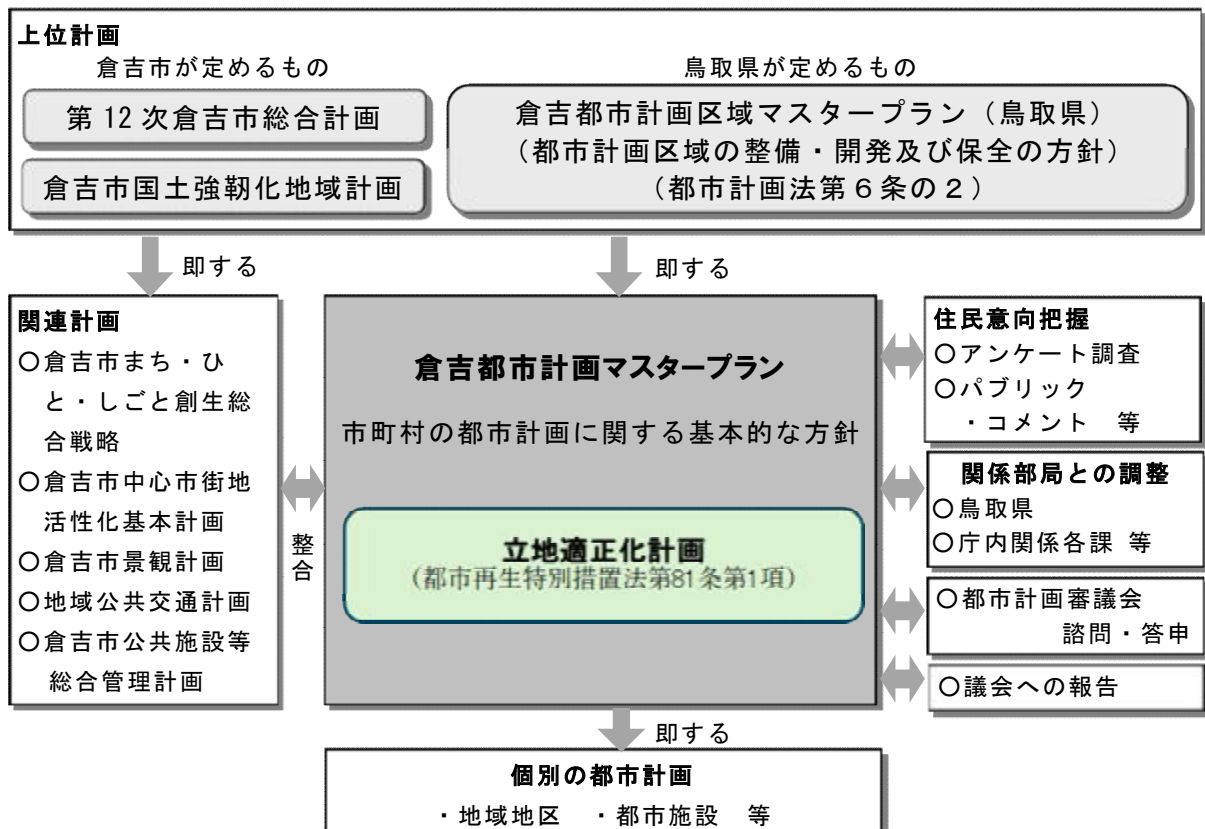 上位計画
倉吉市が定めるもの
第12次倉吉市総合計画
倉吉市国土強靭化地域計画
鳥取県が定めるもの
倉吉都市計画区域マスタープラン（鳥取県）
（都市計画区域の整備・開発及び保全の方針）
（都市計画法第６条の２）
即する
即する
関連計画
○倉吉市まち・ひ
と・しごと創生総
合戦略
○倉吉市中心市街地
活性化基本計画
○倉吉市景観計画
○地域公共交通計画
○倉吉市公共施設等
総合管理計画
整合
倉吉都市計画マスタープラン
市町村の都市計画に関する基本的な方針
立地適正化計画
（都市再生特別措置法第81条第1項）
住民意向把握
○アンケート調査
○パブリック
・コメント　等
関係部局との調整
○鳥取県
○庁内関係各課 等
○都市計画審議会
諮問・答申
○議会への報告
即する
個別の都市計画
・地域地区　・都市施設　等